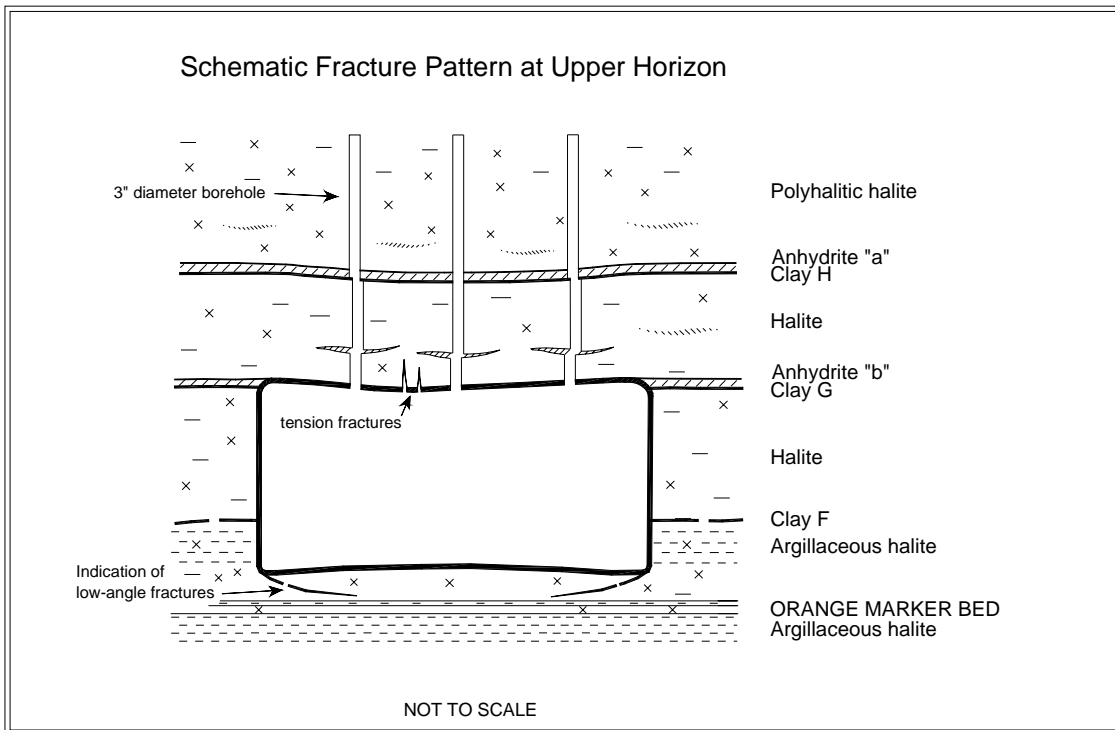 Schematic Fracture Pattern at Upper Horizon
3" diameter borehole
Polyhalitic halite
Anhydrite "a"
Clay H
Halite
Anhydrite "b"
Clay G
tension fractures
Halite
Clay F
Argillaceous halite
Indication of
low-angle fractures
ORANGE MARKER BED
Argillaceous halite
NOT TO SCALE